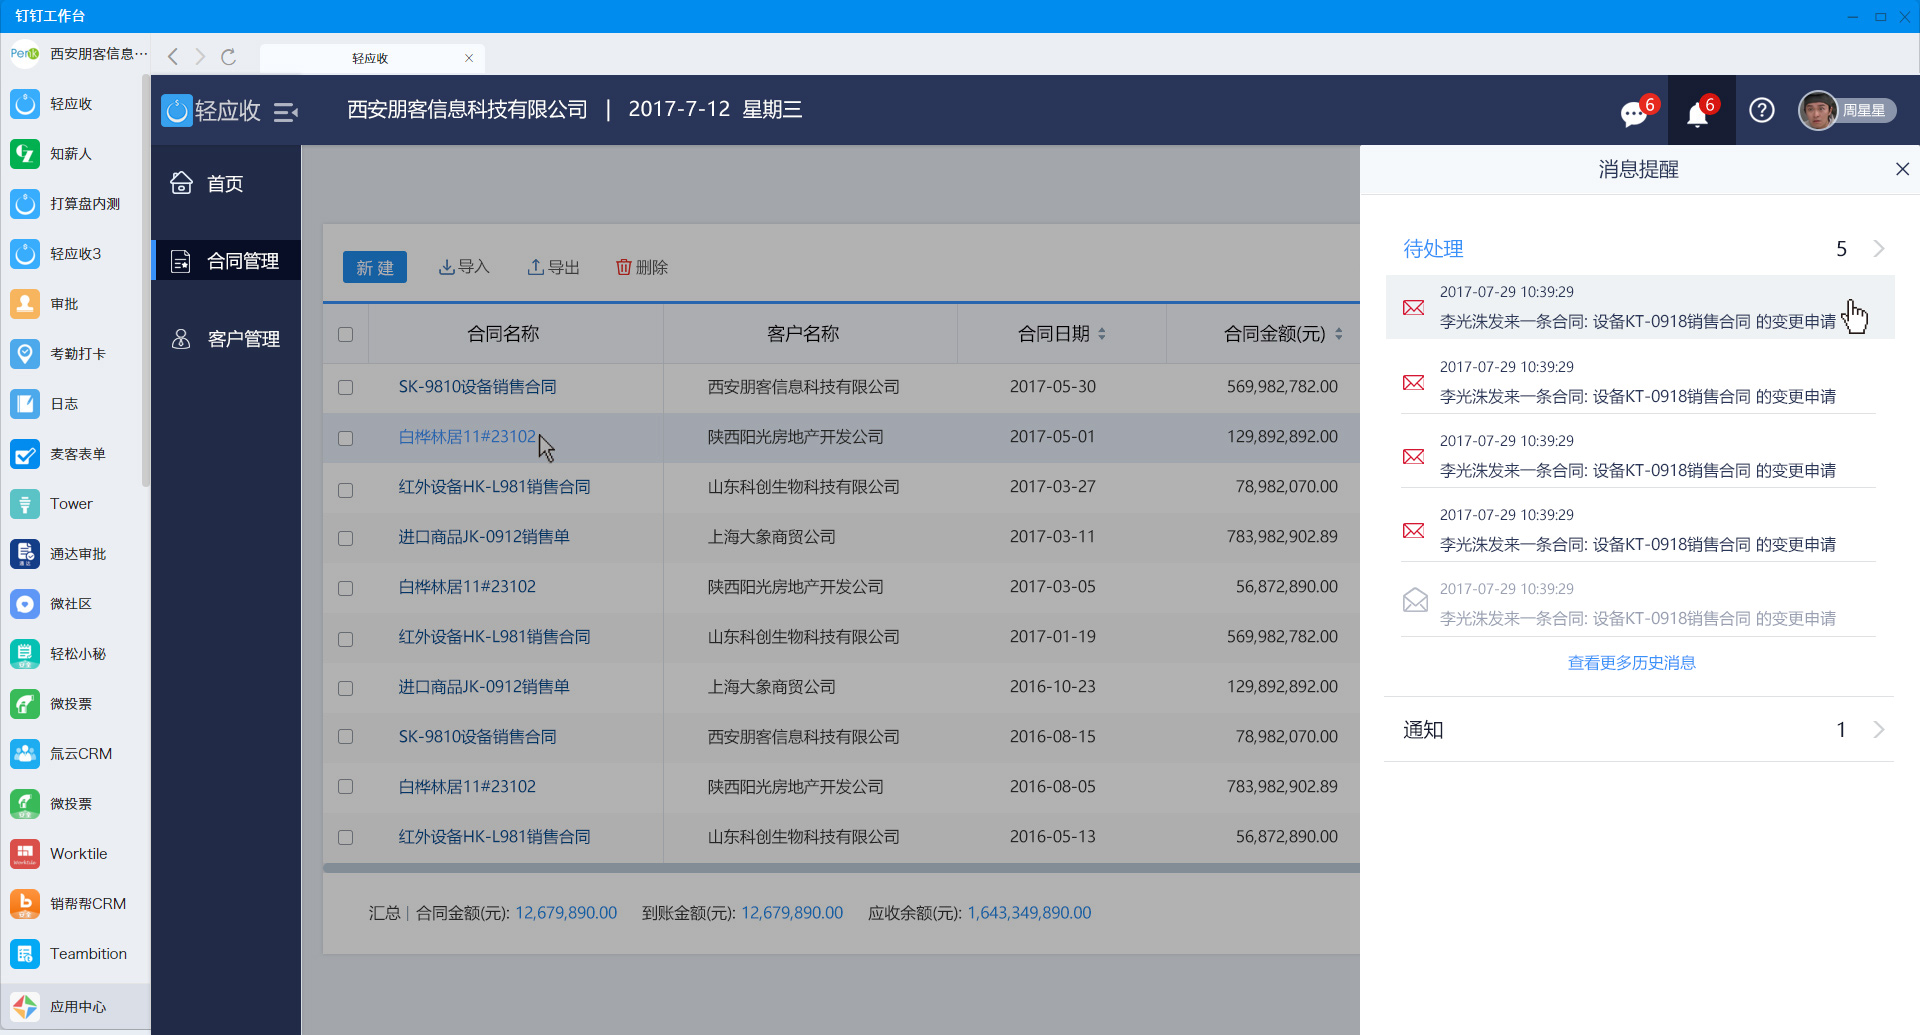 钉钉工作台
Penk 西安朋客信息···
轻应收
轻应收
知薪人
打算盘内测
轻应收3
审批
考勤打卡
日志
麦客表单
Tower
通达审批
微社区
轻松小秘
微投票
氚云CRM
微投票
Worktile
销帮帮CRM
Teambition
应用中心
轻应收
西安朋客信息科技有限公司 | 2017-7-12 星期三
6
6
周星星
首页
合同管理
客户管理
新 建 导入 导出 删除
合同名称 客户名称 合同日期 合同金额(元)
SK-9810设备销售合同 西安朋客信息科技有限公司 2017-05-30 569,982,782.00
白桦林居11#23102 陕西阳光房地产开发公司 2017-05-01 129,892,892.00
红外设备HK-L981销售合同 山东科创生物科技有限公司 2017-03-27 78,982,070.00
进口商品JK-0912销售单 上海大象商贸公司 2017-03-11 783,982,902.89
白桦林居11#23102 陕西阳光房地产开发公司 2017-03-05 56,872,890.00
红外设备HK-L981销售合同 山东科创生物科技有限公司 2017-01-19 569,982,782.00
进口商品JK-0912销售单 上海大象商贸公司 2016-10-23 129,892,892.00
SK-9810设备销售合同 西安朋客信息科技有限公司 2016-08-15 78,982,070.00
白桦林居11#23102 陕西阳光房地产开发公司 2016-08-05 783,982,902.89
红外设备HK-L981销售合同 山东科创生物科技有限公司 2016-05-13 56,872,890.00
汇总 | 合同金额(元): 12,679,890.00 到账金额(元): 12,679,890.00 应收余额(元): 1,643,349,890.00
消息提醒
待处理 5
2017-07-29 10:39:29
李光洙发来一条合同: 设备KT-0918销售合同 的变更申请
2017-07-29 10:39:29
李光洙发来一条合同: 设备KT-0918销售合同 的变更申请
2017-07-29 10:39:29
李光洙发来一条合同: 设备KT-0918销售合同 的变更申请
2017-07-29 10:39:29
李光洙发来一条合同: 设备KT-0918销售合同 的变更申请
2017-07-29 10:39:29
李光洙发来一条合同: 设备KT-0918销售合同 的变更申请
查看更多历史消息
通知 1